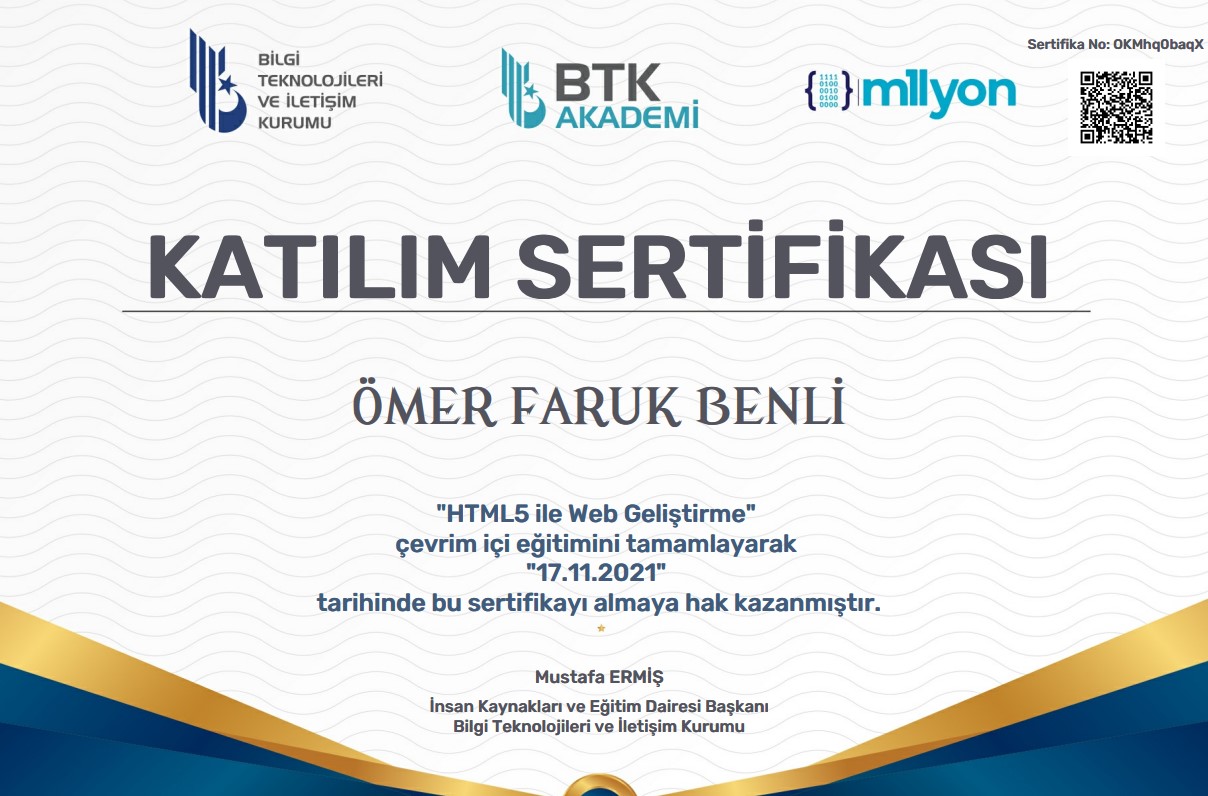 BİLGİ
TEKNOLOJİLERİ
VE İLETİŞİM
KURUMU
BTK
AKADEMİ
1111
0100
0010
0100
0000
m1lyon
Sertifika No: OKMhq0baqX
KATILIM SERTİFİKASI
ÖMER FARUK BENLİ
"HTML5 ile Web Geliştirme"
çevrim içi eğitimini tamamlayarak
"17.11.2021"
tarihinde bu sertifikayı almaya hak kazanmıştır.
Mustafa ERMİŞ
İnsan Kaynakları ve Eğitim Dairesi Başkanı
Bilgi Teknolojileri ve İletişim Kurumu